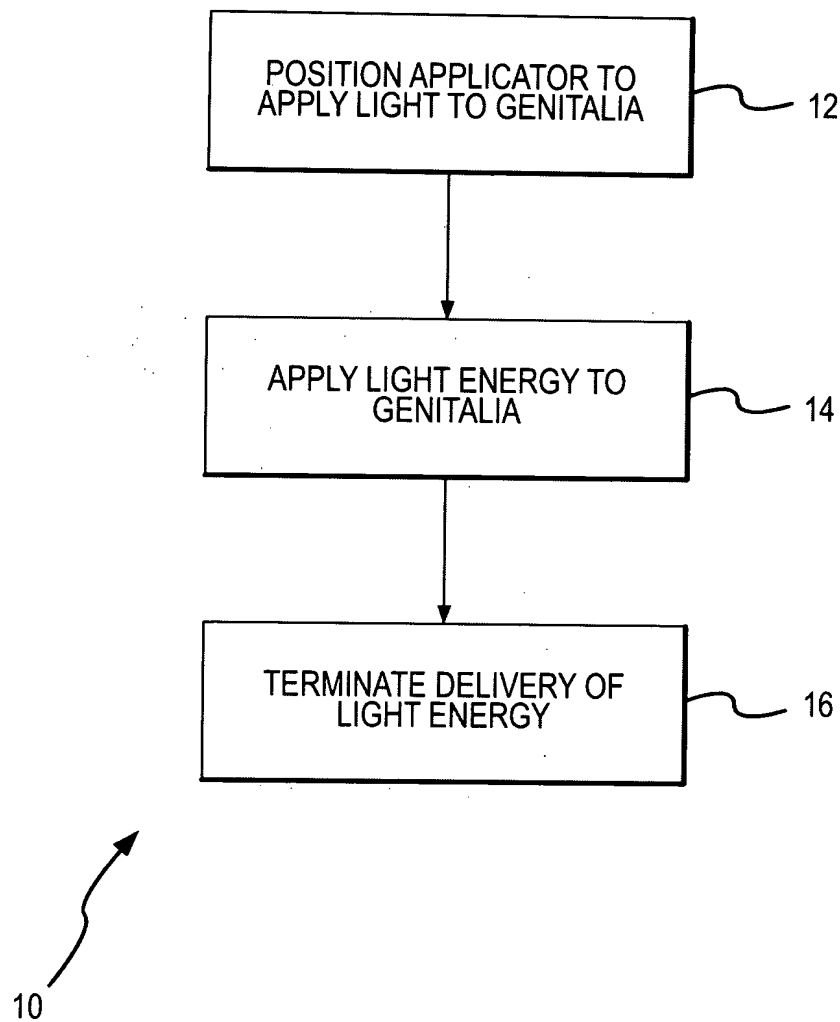 POSITION APPLICATOR TO
APPLY LIGHT TO GENITALIA
12
APPLY LIGHT ENERGY TO
GENITALIA
14
TERMINATE DELIVERY OF
LIGHT ENERGY
16
10